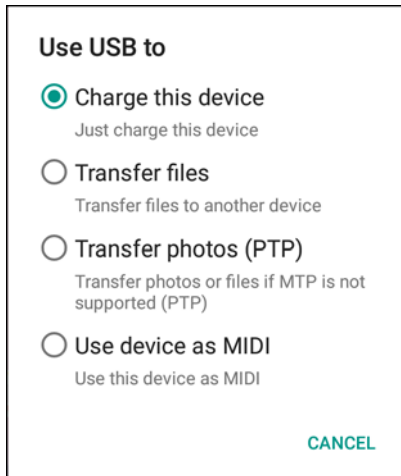 Use USB to
Charge this device
Just charge this device
Transfer files
Transfer files to another device
Transfer photos (PTP)
Transfer photos or files if MTP is not
supported (PTP)
Use device as MIDI
Use this device as MIDI
CANCEL